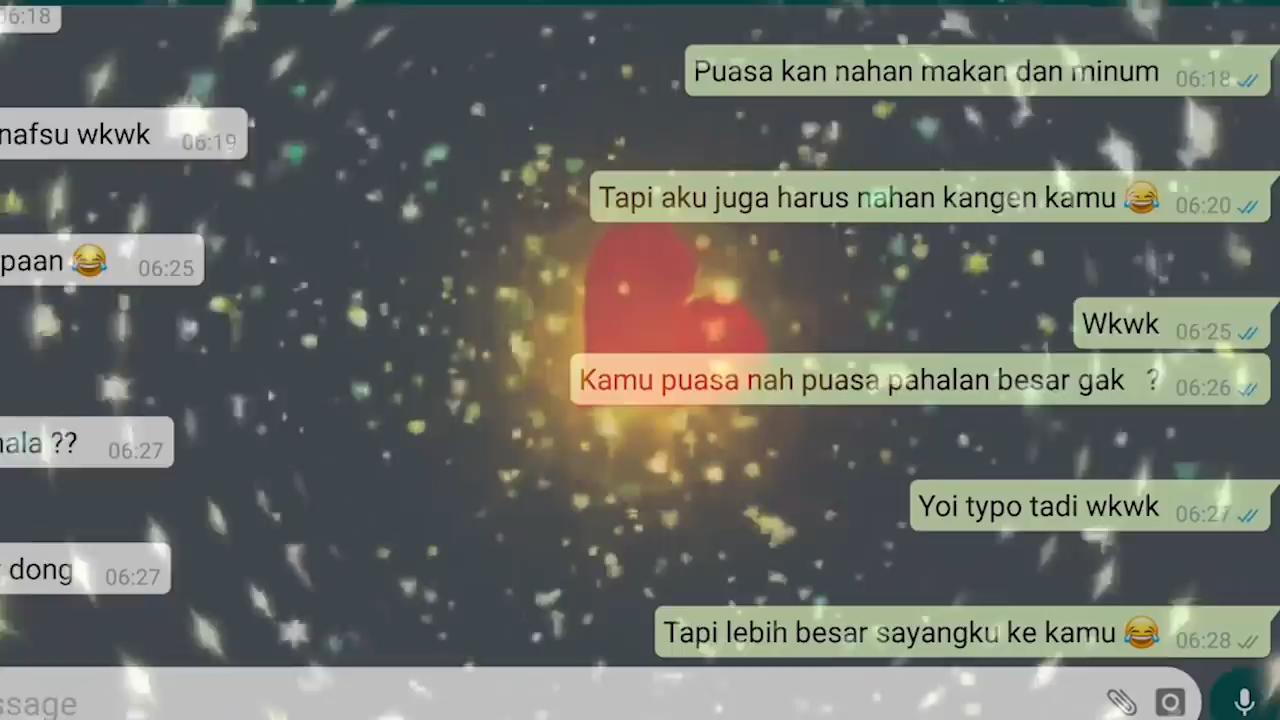 06:18
Puasa kan nahan makan dan minum 06:18
nafsu wkwk 06:19
Tapi aku juga harus nahan kangen kamu 😂 06:20
paan 😂 06:25
Wkwk 06:25
Kamu puasa nah puasa pahalan besar gak ? 06:26
ala ?? 06:27
Yoi typo tadi wkwk 06:27
dong 06:27
Tapi lebih besar sayangku ke kamu 😂 06:28
ssage